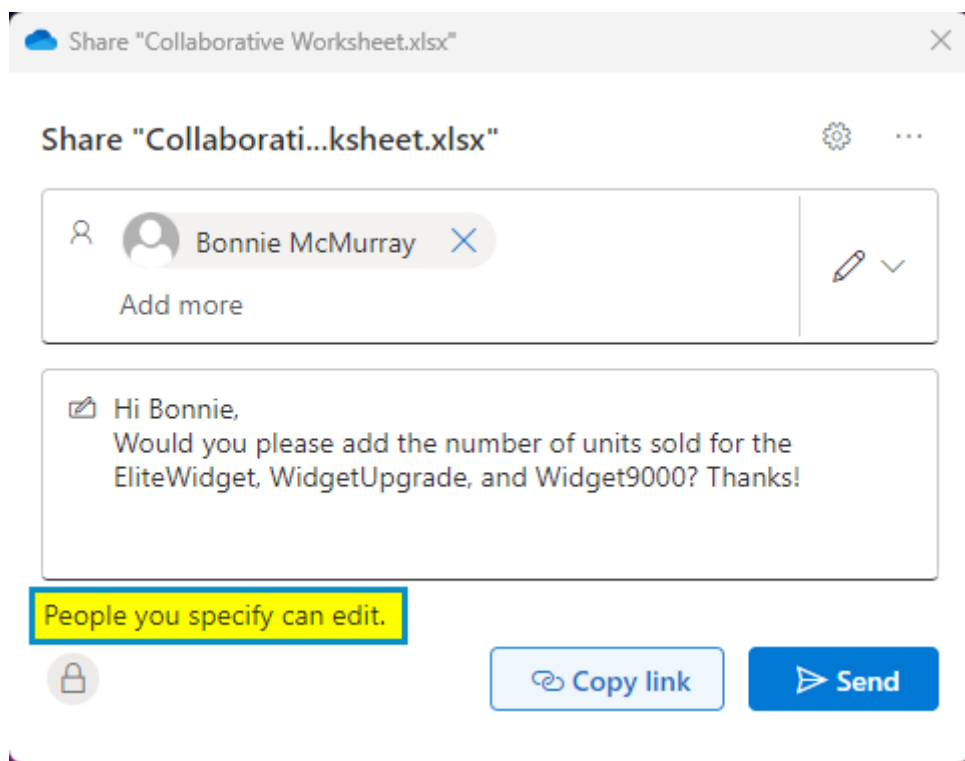 Share "Collaborative Worksheet.xlsx"
Share "Collaborati...ksheet.xlsx"
Bonnie McMurray
Add more
Hi Bonnie,
Would you please add the number of units sold for the
EliteWidget, WidgetUpgrade, and Widget9000? Thanks!
People you specify can edit.
Copy link
Send